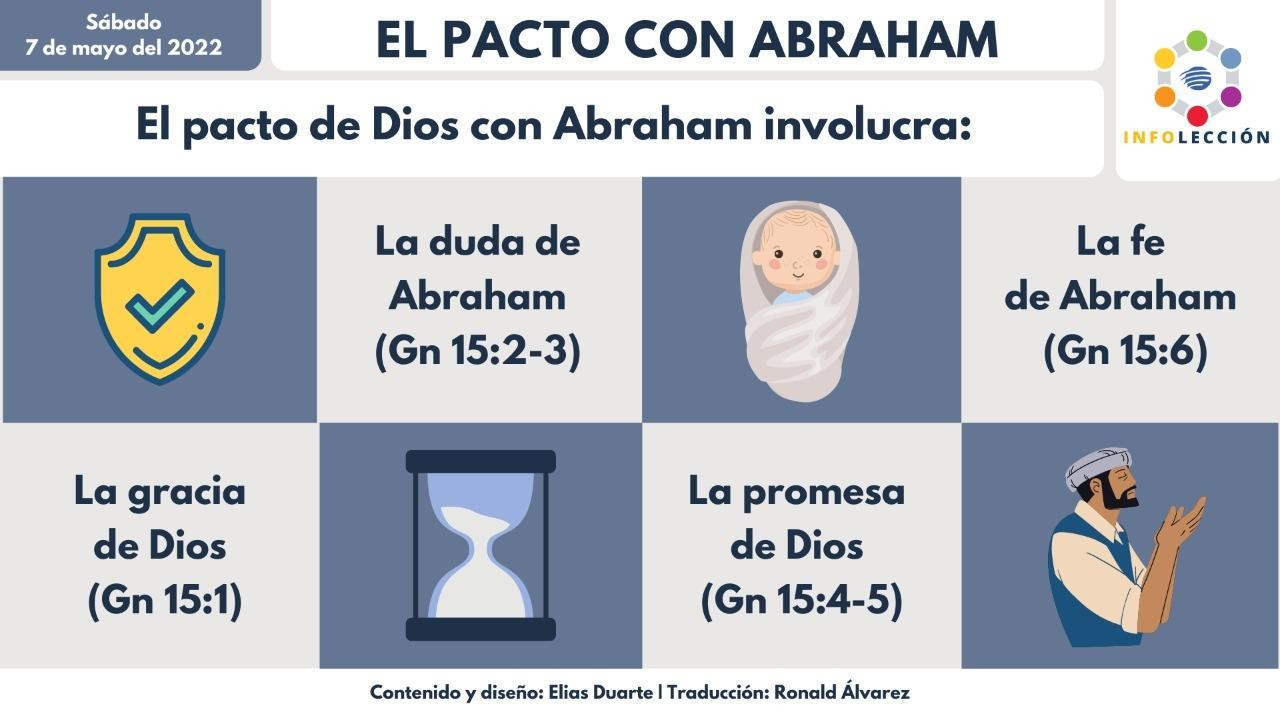 Sábado
7 de mayo del 2022
EL PACTO CON ABRAHAM
INFOLECCIÓN
El pacto de Dios con Abraham involucra:
La duda de
Abraham
(Gn 15:2-3)
La fe
de Abraham
(Gn 15:6)
La gracia
de Dios
(Gn 15:1)
La promesa
de Dios
(Gn 15:4-5)
Contenido y diseño: Elias Duarte | Traducción: Ronald Álvarez